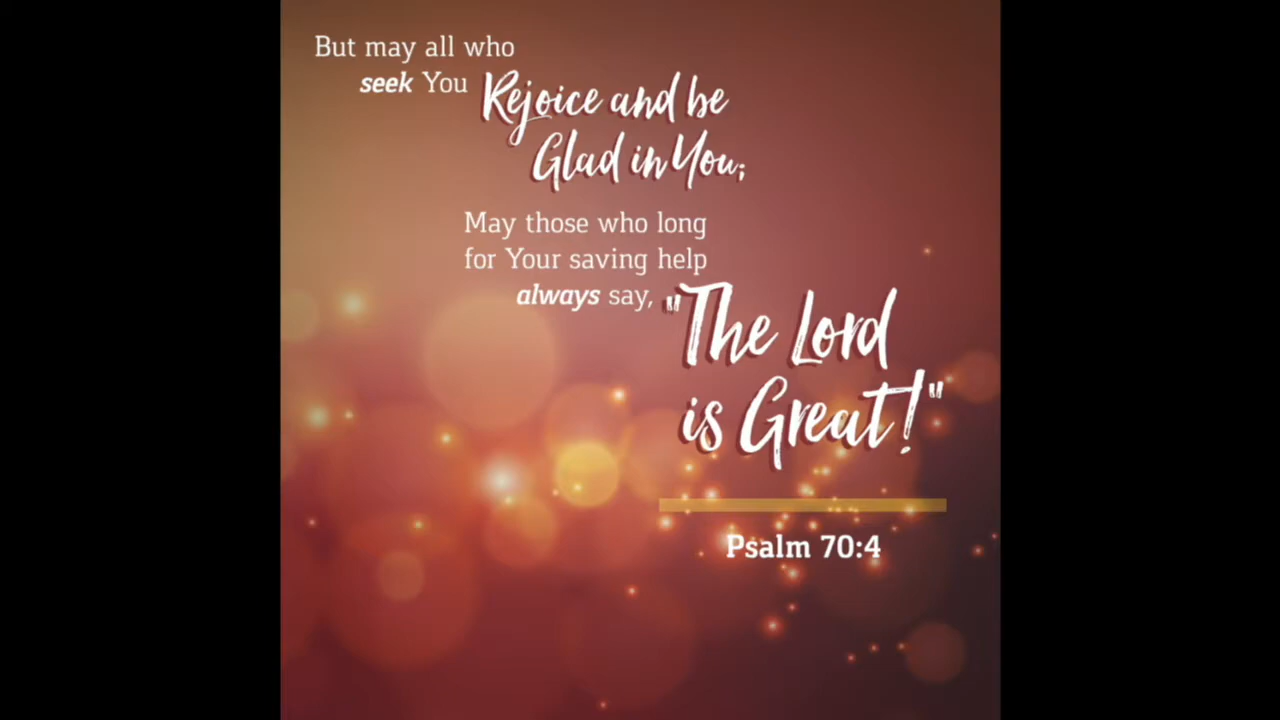 But may all who
seek You Rejoice and be
Glad in You;
May those who long
for Your saving help
always say, "The Lord
is Great!"
Psalm 70:4